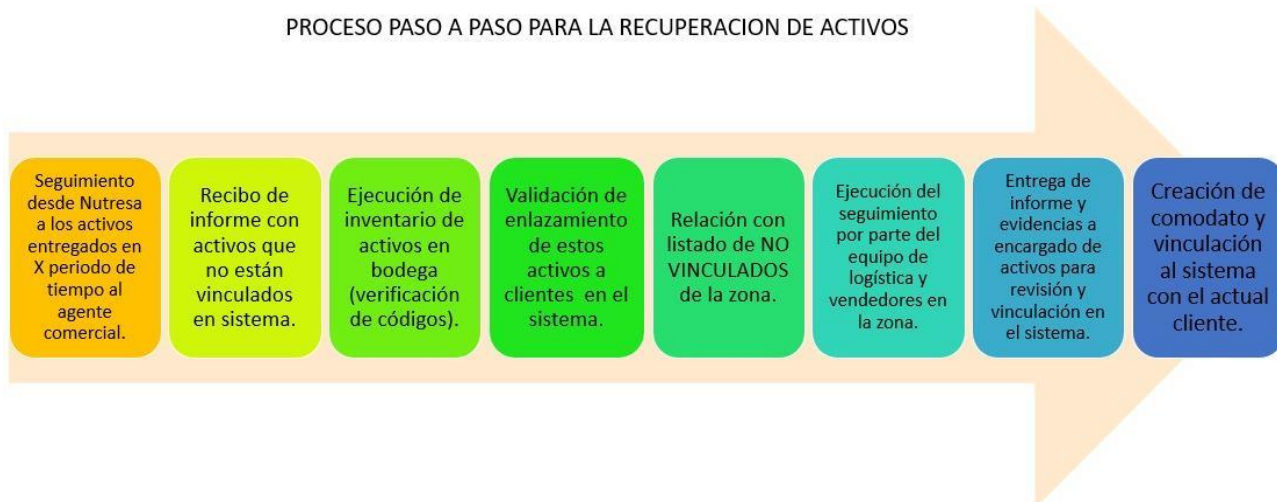 PROCESO PASO A PASO PARA LA RECUPERACION DE ACTIVOS
Seguimiento
desde Nutresa
a los activos
entregados en
X periodo de
tiempo al
agente
comercial.
Recibo de
informe con
activos que
no están
vinculados
en sistema.
Ejecución de
inventario de
activos en
bodega
(verificación
de códigos).
Validación de
enlazamiento
de estos
activos a
clientes en el
sistema.
Relación con
listado de NO
VINCULADOS
de la zona.
Ejecución del
seguimiento
por parte del
equipo de
logística y
vendedores en
la zona.
Entrega de
informe y
evidencias a
encargado de
activos para
revisión y
vinculación en
el sistema.
Creación de
comodato y
vinculación
al sistema
con el actual
cliente.